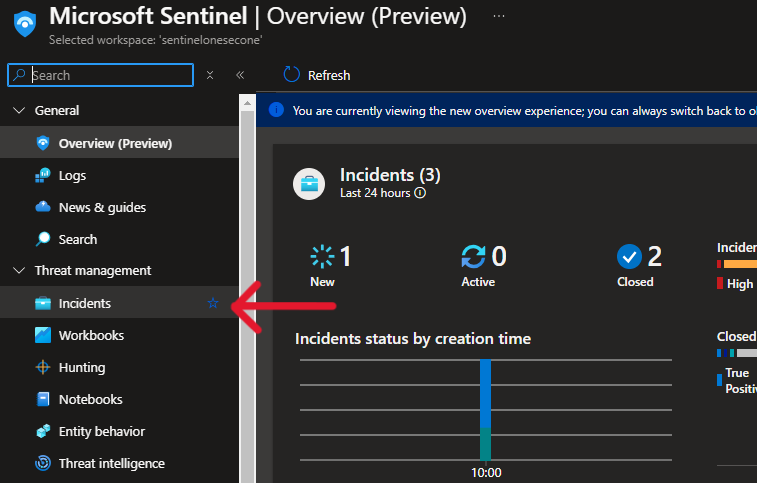 Microsoft Sentinel | Overview (Preview) ...
Selected workspace: 'sentinelonesecone'
Search
Refresh
General
Overview (Preview)
Logs
News & guides
Search
Threat management
Incidents
Workbooks
Hunting
Notebooks
Entity behavior
Threat intelligence
You are currently viewing the new overview experience; you can always switch back to
Incidents (3)
Last 24 hours
1
New
0
Active
2
Closed
High
Closed
True
Incidents status by creation time
10:00